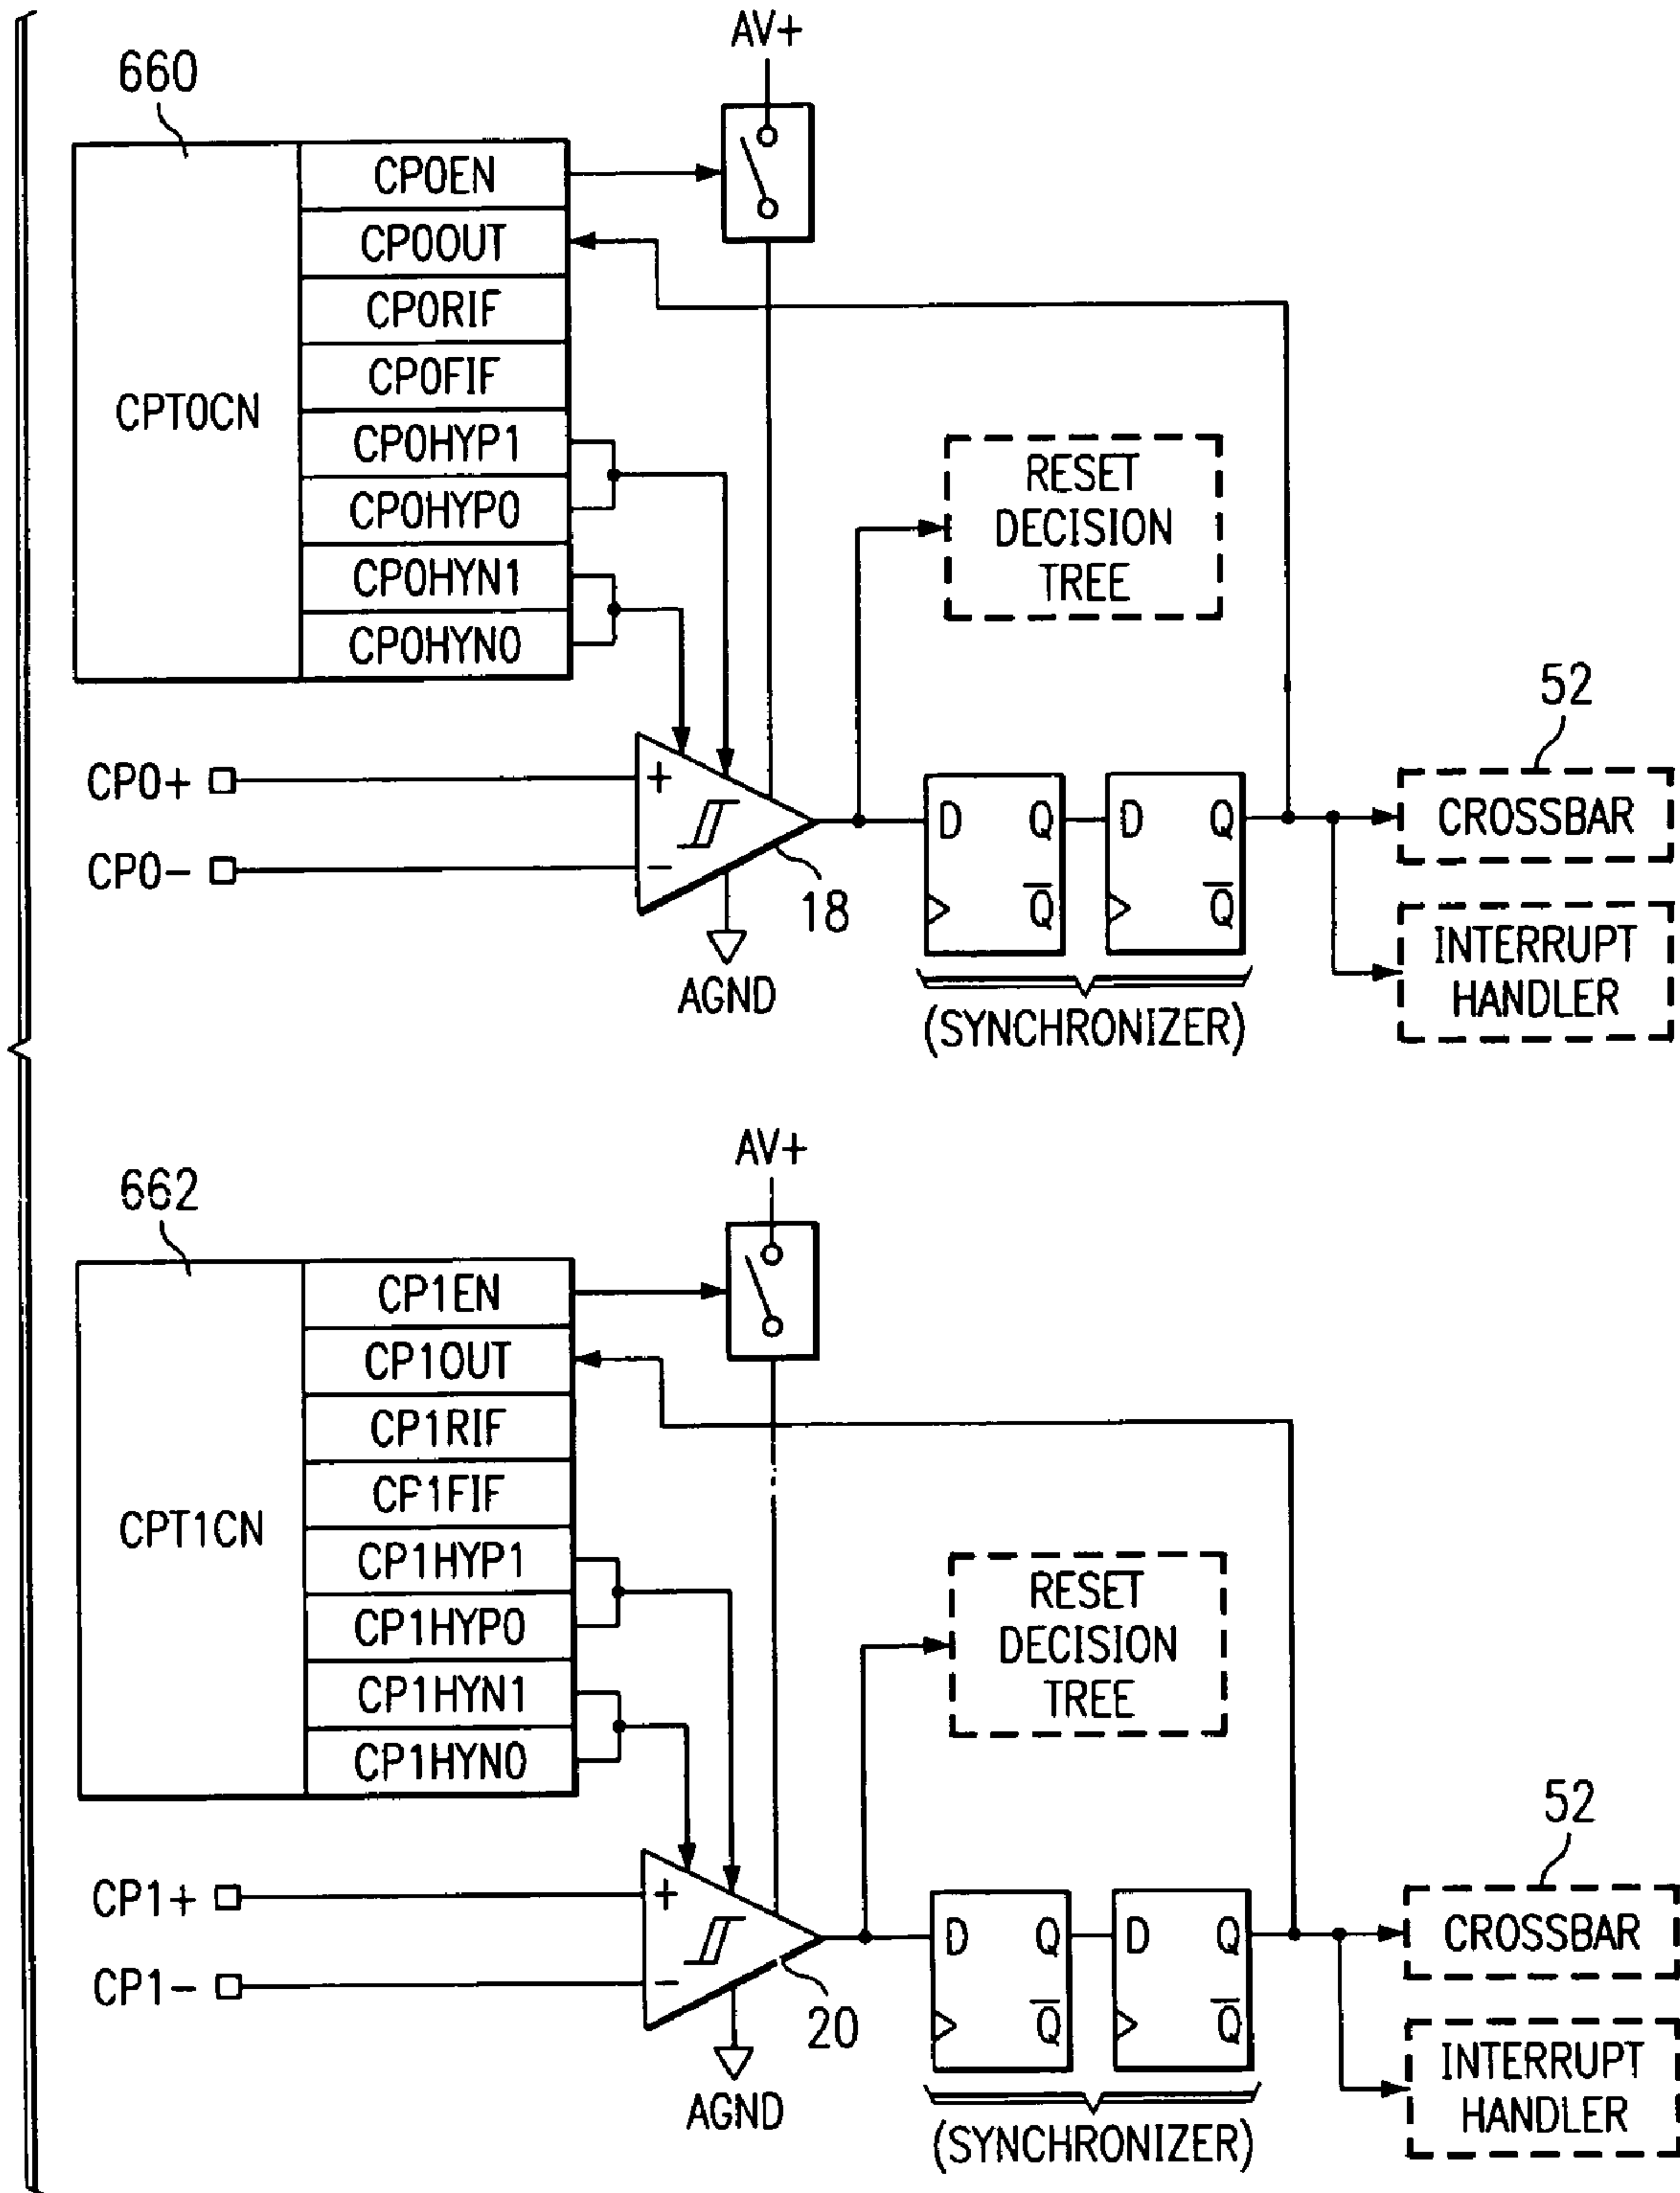 AV+
660
CP0EN
CP0OUT
CP0RIF
CP0FIF
CPT0CN
CP0HYP1
CP0HYP0
CP0HYN1
CP0HYN0
RESET
DECISION
TREE
52
CP0+
+
D Q D Q
CROSSBAR
CP0-
−
18
Q Q
INTERRUPT
HANDLER
AGND
(SYNCHRONIZER)
AV+
662
CP1EN
CP1OUT
CP1RIF
CP1FIF
CPT1CN
CP1HYP1
CP1HYP0
CP1HYN1
CP1HYN0
RESET
DECISION
TREE
52
CP1+
+
D Q D Q
CROSSBAR
CP1-
−
20
Q Q
INTERRUPT
HANDLER
AGND
(SYNCHRONIZER)